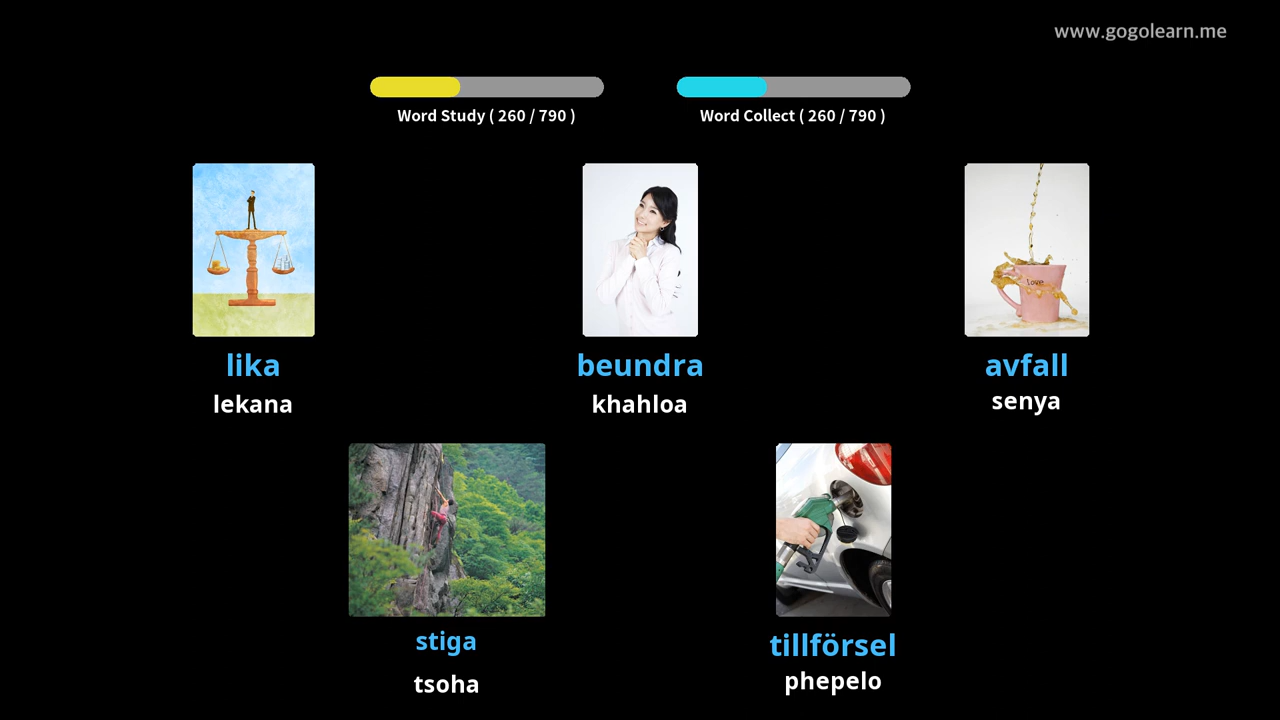 www.gogolearn.me
Word Study ( 260 / 790 )
Word Collect ( 260 / 790 )
lika
lekana
beundra
khahloa
avfall
senya
Love
stiga
tsoha
tillförsel
phepelo